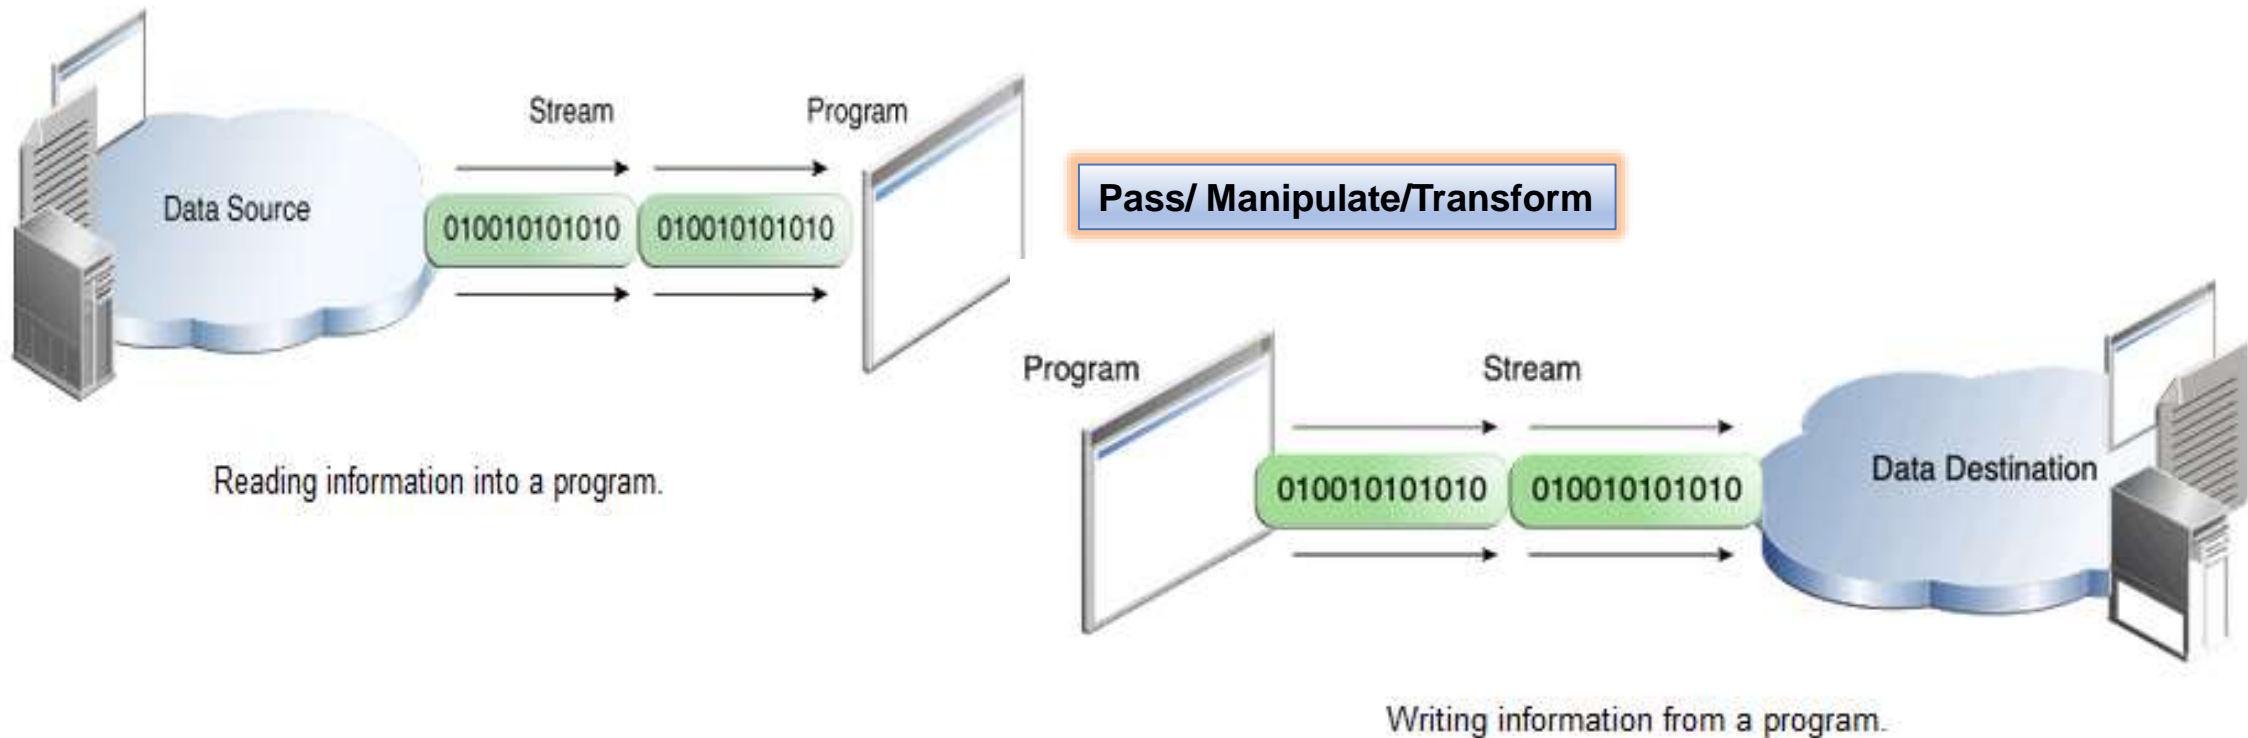 Stream
Program
Data Source
010010101010
010010101010
Reading information into a program.
Pass/ Manipulate/Transform
Program
Stream
010010101010
010010101010
Data Destination
Writing information from a program.